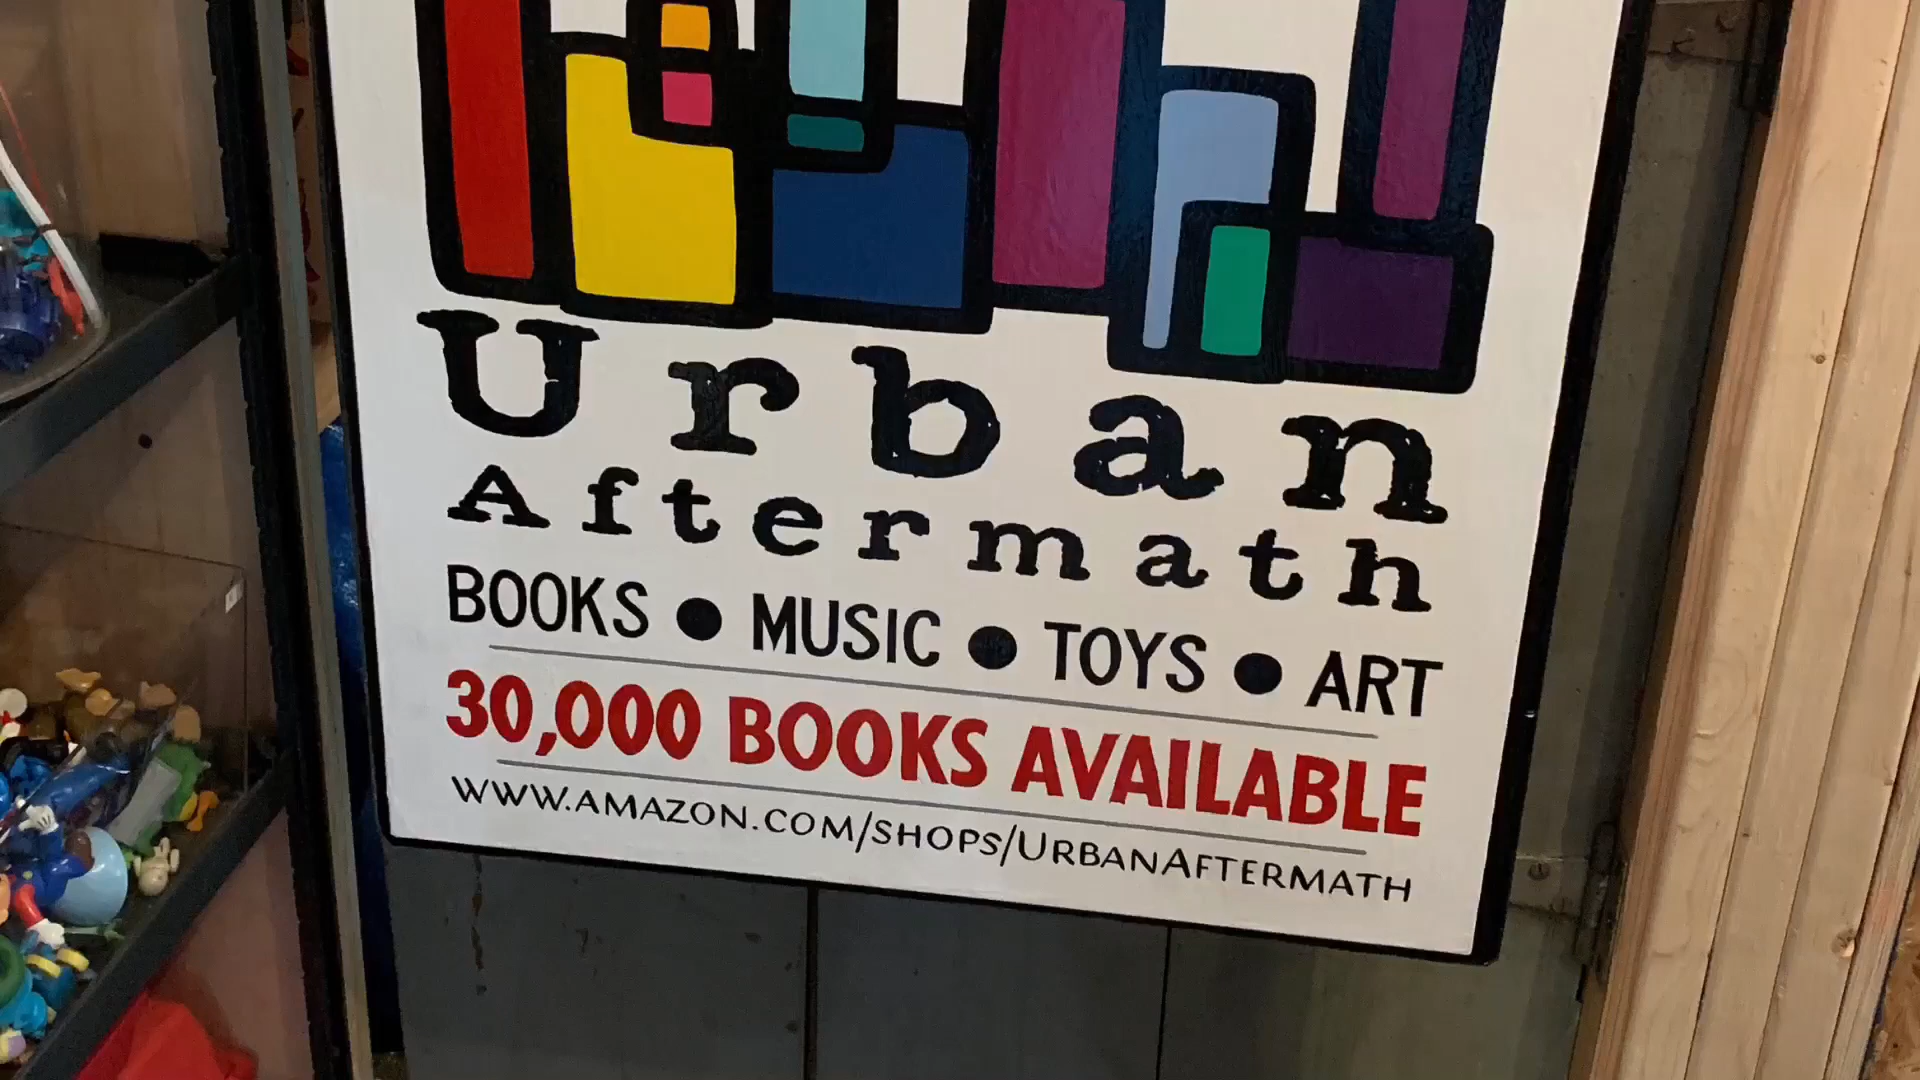 Urban
Aftermath
BOOKS • MUSIC • TOYS • ART
30,000 BOOKS AVAILABLE
WWW.AMAZON.COM/SHOPS/URBANAFTERMATH